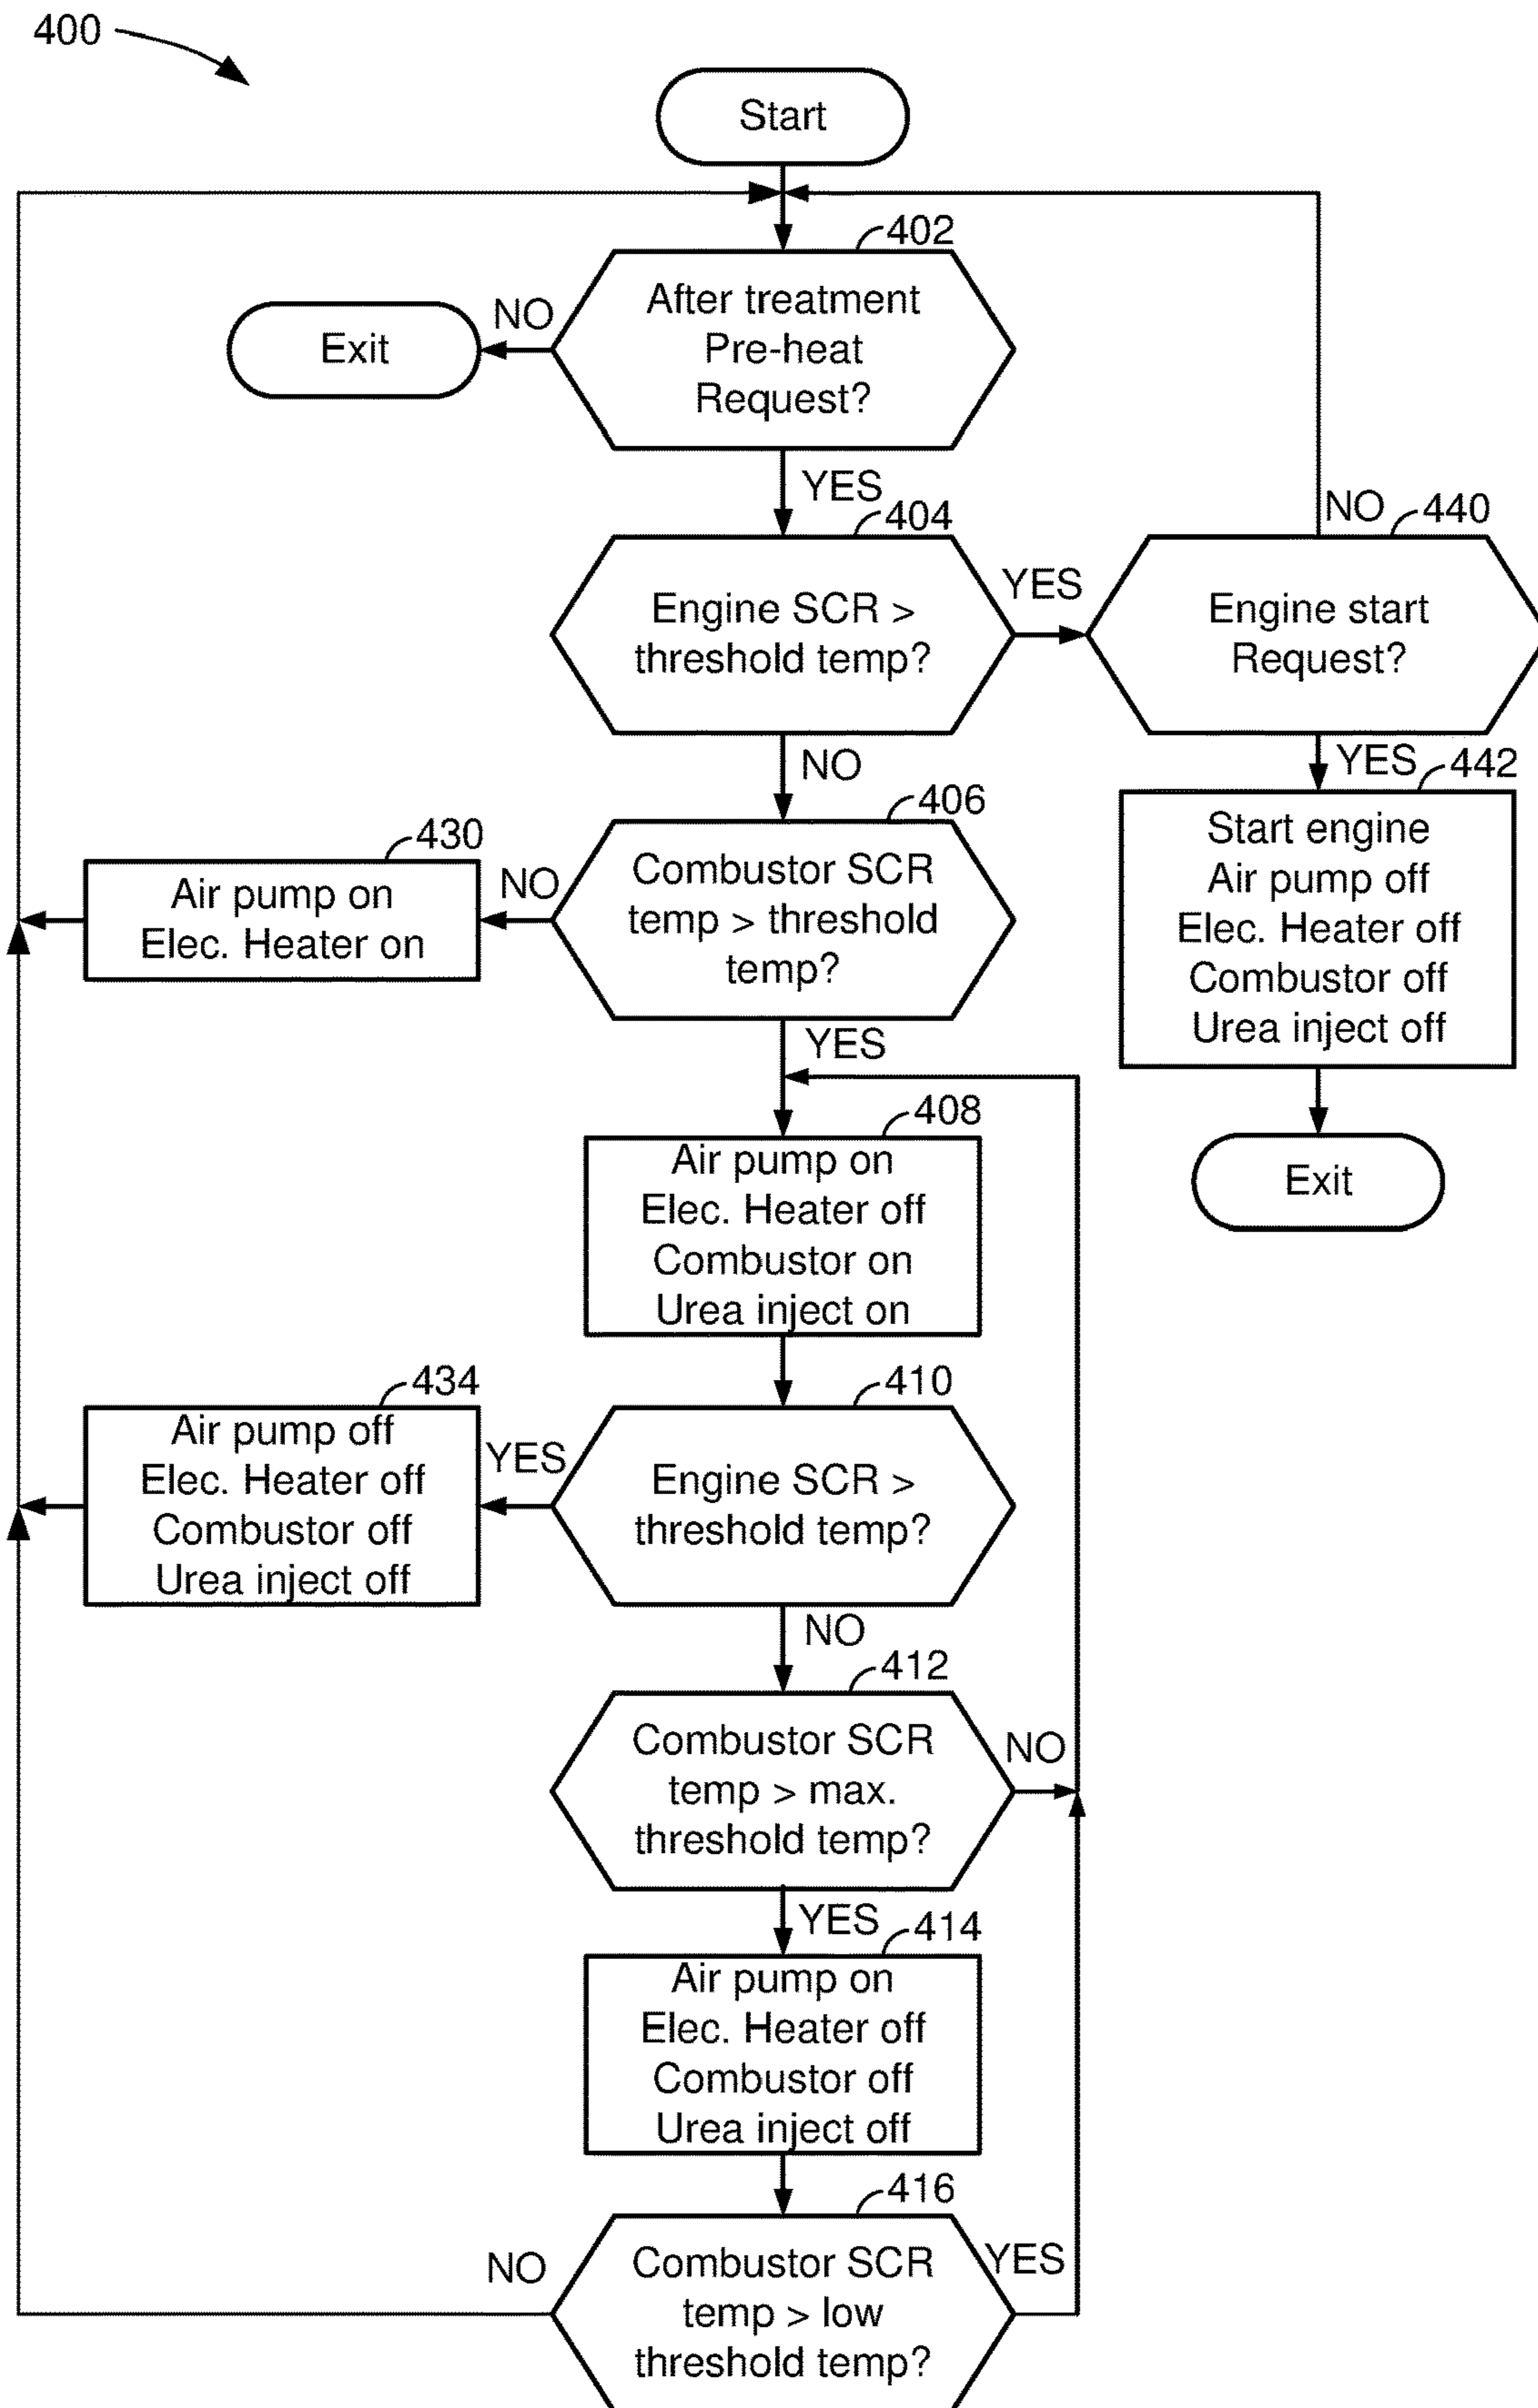 400
Start
402
After treatment
Pre-heat
Request?
NO
Exit
YES
404
Engine SCR >
threshold temp?
YES
NO
440
Engine start
Request?
NO
YES
442
Start engine
Air pump off
Elec. Heater off
Combustor off
Urea inject off
Exit
406
Combustor SCR
temp > threshold
temp?
NO
430
Air pump on
Elec. Heater on
YES
408
Air pump on
Elec. Heater off
Combustor on
Urea inject on
410
Engine SCR >
threshold temp?
YES
434
Air pump off
Elec. Heater off
Combustor off
Urea inject off
NO
412
Combustor SCR
temp > max.
threshold temp?
NO
YES
414
Air pump on
Elec. Heater off
Combustor off
Urea inject off
416
Combustor SCR
temp > low
threshold temp?
NO
YES